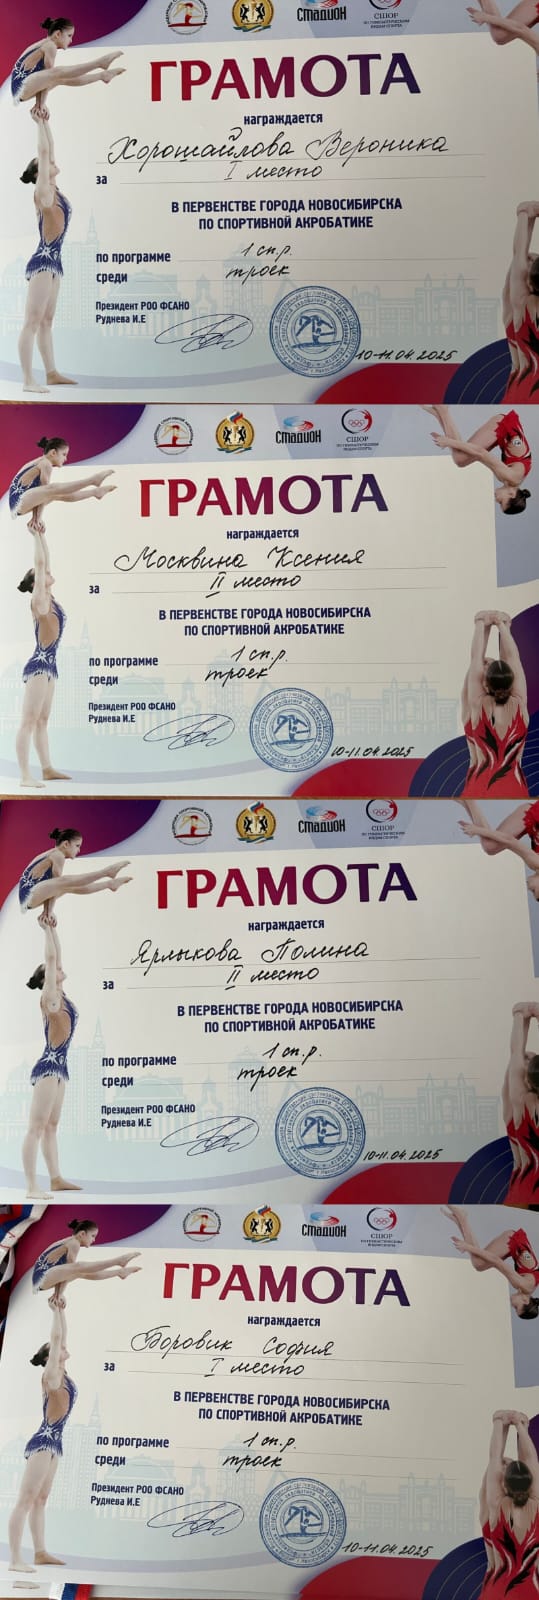 Стадион
СШОР
ГРАМОТА
награждается
Хорошайлова Вероника
за I место
В ПЕРВЕНСТВЕ ГОРОДА НОВОСИБИРСКА
ПО СПОРТИВНОЙ АКРОБАТИКЕ
по программе 1 сп.р.
среди троек
Президент РОО ФСАНО
Руднева И.Е
10-11.04.2025
Стадион
СШОР
ГРАМОТА
награждается
Москвина Ксения
за II место
В ПЕРВЕНСТВЕ ГОРОДА НОВОСИБИРСКА
ПО СПОРТИВНОЙ АКРОБАТИКЕ
по программе 1 сп.р.
среди троек
Президент РОО ФСАНО
Руднева И.Е
10-11.04.2025
Стадион
СШОР
ГРАМОТА
награждается
Ярлыкова Полина
за II место
В ПЕРВЕНСТВЕ ГОРОДА НОВОСИБИРСКА
ПО СПОРТИВНОЙ АКРОБАТИКЕ
по программе 1 сп.р.
среди троек
Президент РОО ФСАНО
Руднева И.Е
10-11.04.2025
Стадион
СШОР
ГРАМОТА
награждается
Боровик София
за I место
В ПЕРВЕНСТВЕ ГОРОДА НОВОСИБИРСКА
ПО СПОРТИВНОЙ АКРОБАТИКЕ
по программе 1 сп.р.
среди троек
Президент РОО ФСАНО
Руднева И.Е
10-11.04.2025